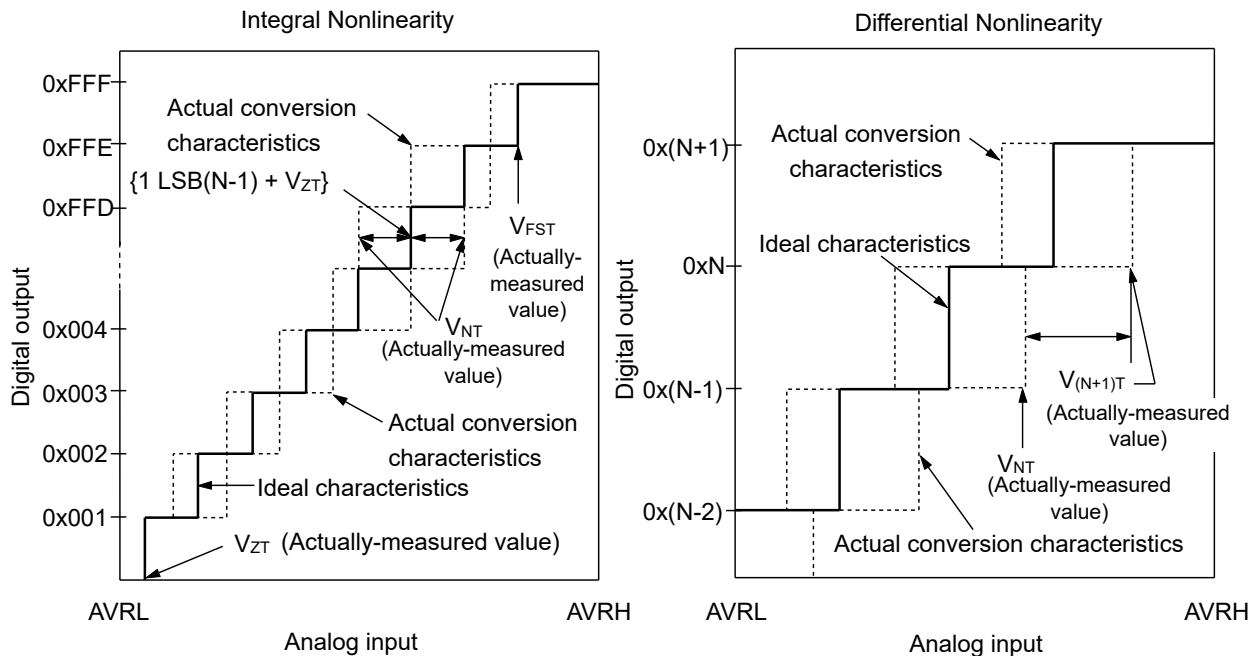 Integral Nonlinearity
0xFFF
0xFFE
0xFFD
0x004
0x003
0x002
0x001
Digital output
Actual conversion
characteristics
{1 LSB(N-1) + VZT}
VFST
(Actually-
measured
value)
VNT
(Actually-measured
value)
Actual conversion
characteristics
Ideal characteristics
VZT (Actually-measured value)
AVRL
AVRH
Analog input
Differential Nonlinearity
0x(N+1)
0xN
0x(N-1)
0x(N-2)
Digital output
Actual conversion
characteristics
Ideal characteristics
V(N+1)T
(Actually-measured
value)
VNT
(Actually-measured
value)
Actual conversion characteristics
AVRL
AVRH
Analog input